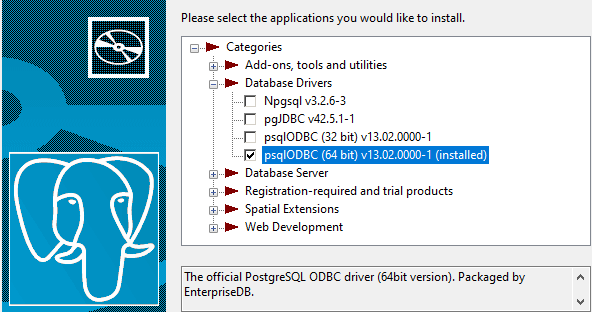 Please select the applications you would like to install.
Categories
Add-ons, tools and utilities
Database Drivers
Npgsql v3.2.6-3
pgJDBC v42.5.1-1
psqlODBC (32 bit) v13.02.0000-1
psqlODBC (64 bit) v13.02.0000-1 (installed)
Database Server
Registration-required and trial products
Spatial Extensions
Web Development
The official PostgreSQL ODBC driver (64bit version). Packaged by
EnterpriseDB.